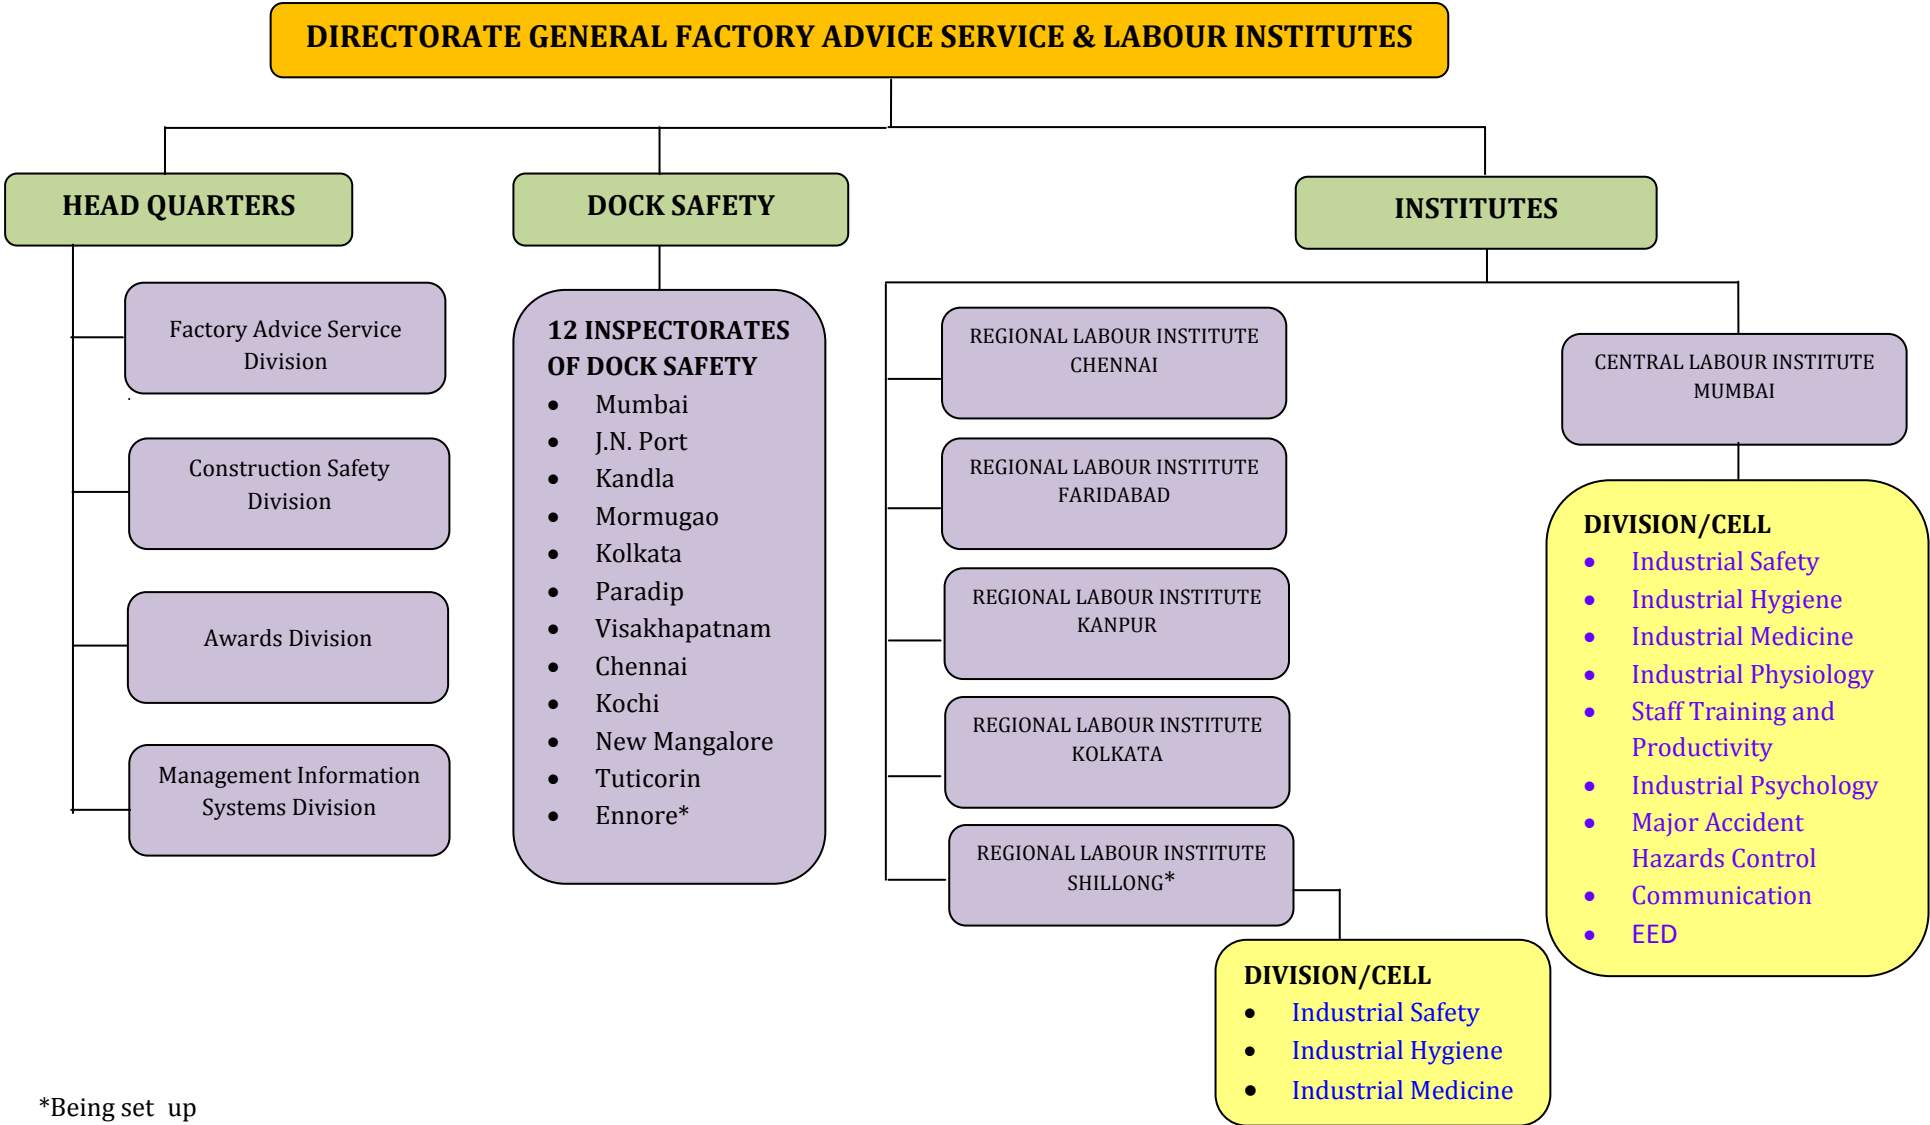 DIRECTORATE GENERAL FACTORY ADVICE SERVICE & LABOUR INSTITUTES
HEAD QUARTERS
Factory Advice Service
Division
Construction Safety
Division
Awards Division
Management Information
Systems Division
DOCK SAFETY
12 INSPECTORATES
OF DOCK SAFETY
• Mumbai
• J.N. Port
• Kandla
• Mormugao
• Kolkata
• Paradip
• Visakhapatnam
• Chennai
• Kochi
• New Mangalore
• Tuticorin
• Ennore*
INSTITUTES
REGIONAL LABOUR INSTITUTE
CHENNAI
REGIONAL LABOUR INSTITUTE
FARIDABAD
REGIONAL LABOUR INSTITUTE
KANPUR
REGIONAL LABOUR INSTITUTE
KOLKATA
REGIONAL LABOUR INSTITUTE
SHILLONG*
DIVISION/CELL
• Industrial Safety
• Industrial Hygiene
• Industrial Medicine
CENTRAL LABOUR INSTITUTE
MUMBAI
DIVISION/CELL
• Industrial Safety
• Industrial Hygiene
• Industrial Medicine
• Industrial Physiology
• Staff Training and
Productivity
• Industrial Psychology
• Major Accident
Hazards Control
• Communication
• EED
*Being set up